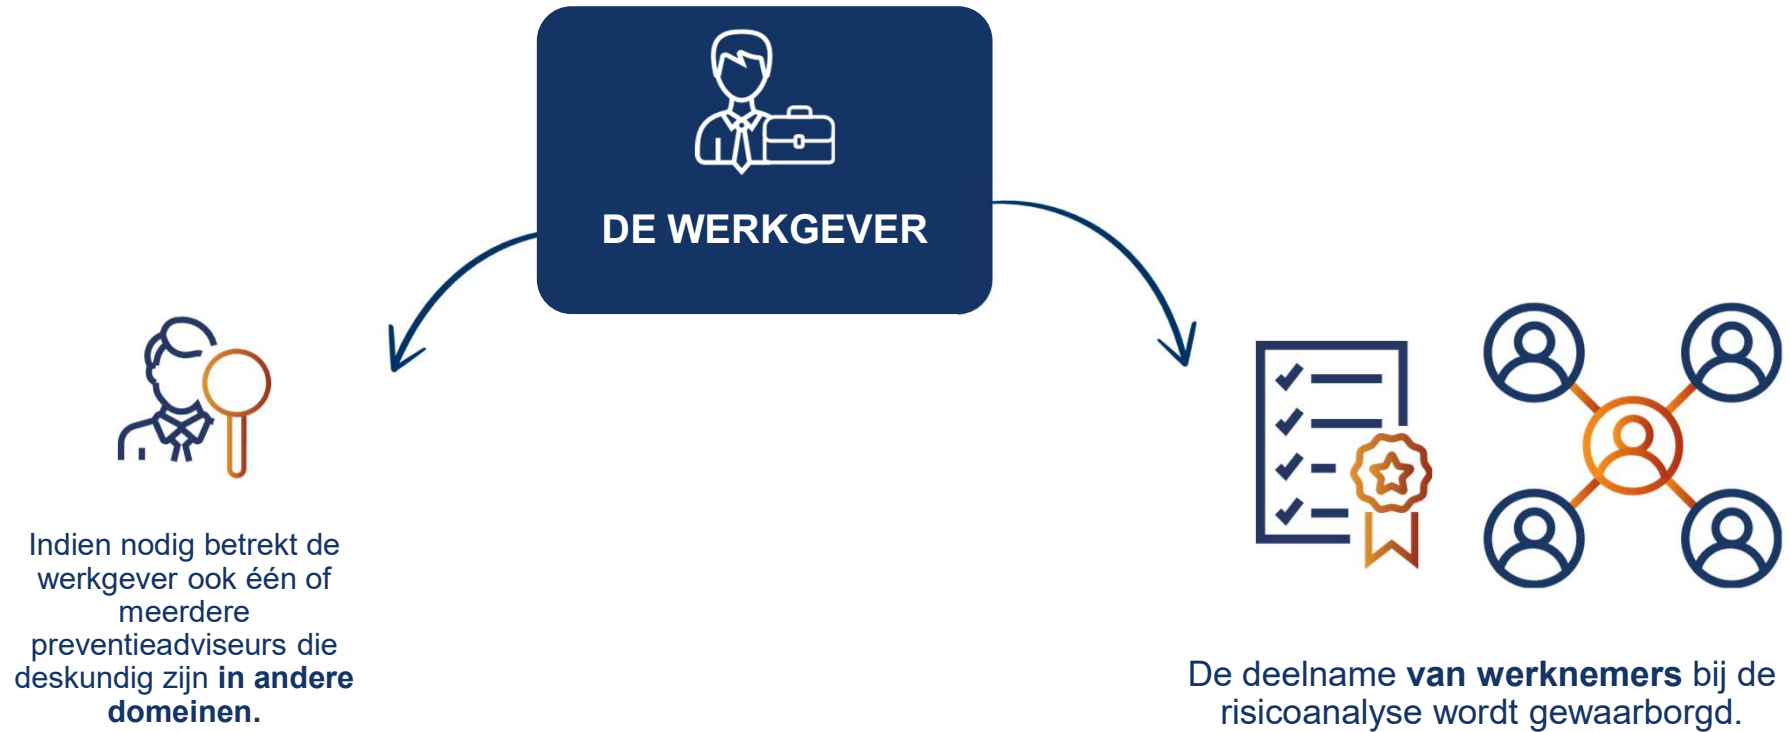 DE WERKGEVER
Indien nodig betrekt de
werkgever ook één of
meerdere
preventieadviseurs die
deskundig zijn in andere
domeinen.
De deelname van werknemers bij de
risicoanalyse wordt gewaarborgd.